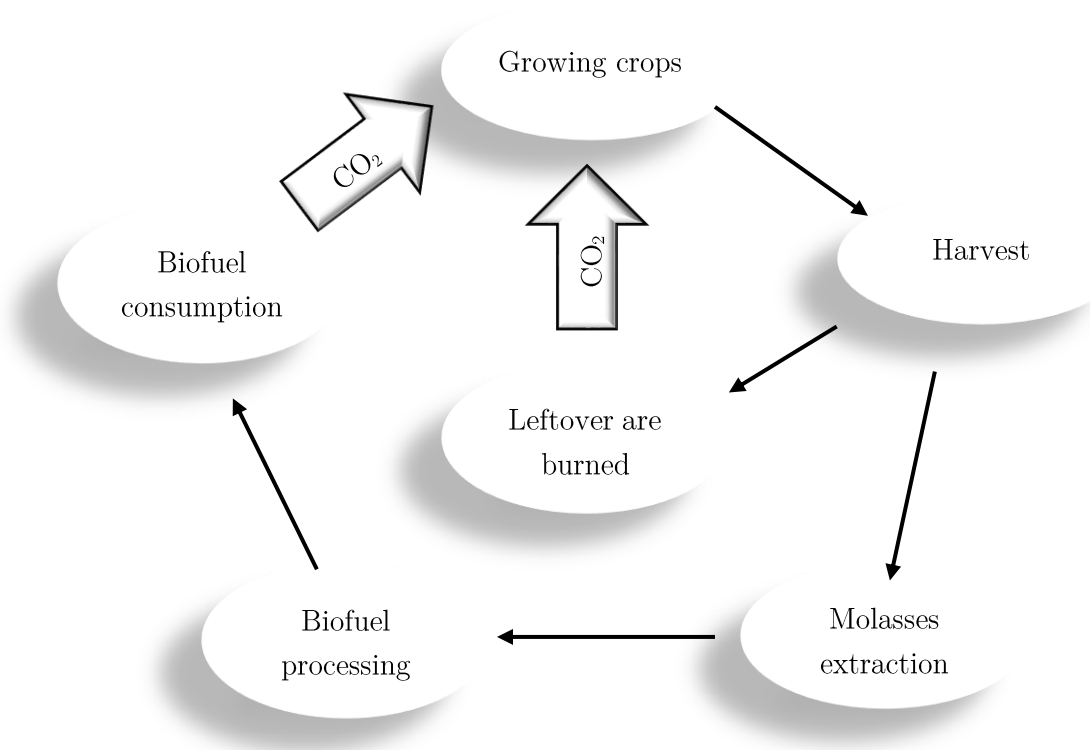 Growing crops
CO₂
CO₂
Harvest
Biofuel
consumption
Leftover are
burned
Biofuel
processing
Molasses
extraction